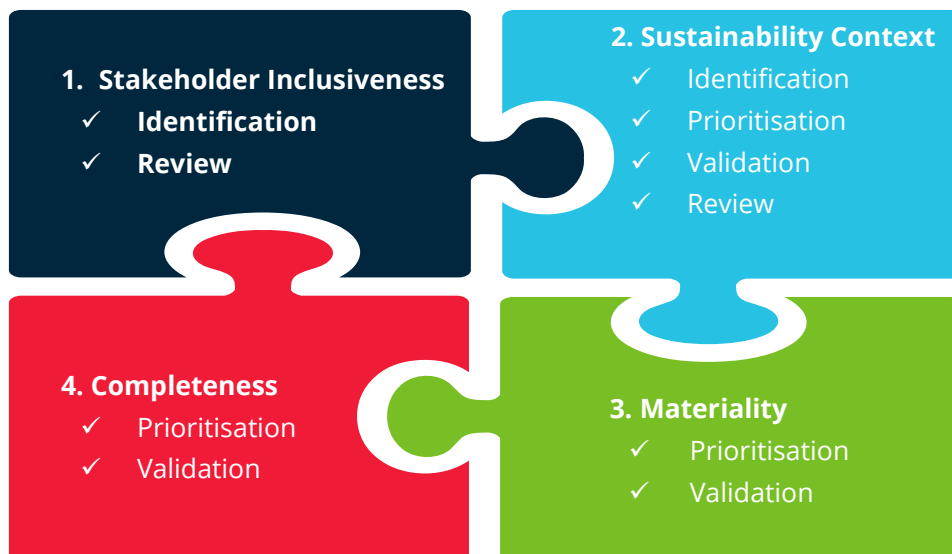 1. Stakeholder Inclusiveness
✓ Identification
✓ Review
2. Sustainability Context
✓ Identification
✓ Prioritisation
✓ Validation
✓ Review
3. Materiality
✓ Prioritisation
✓ Validation
4. Completeness
✓ Prioritisation
✓ Validation